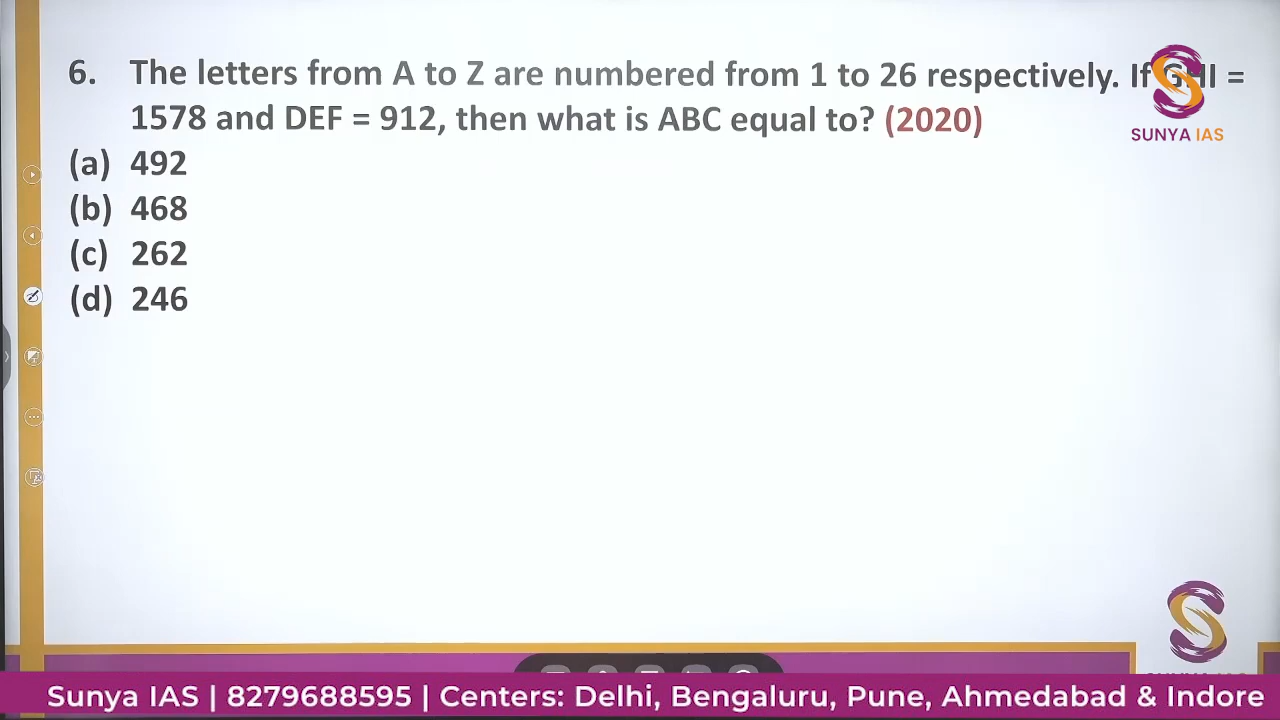 6. The letters from A to Z are numbered from 1 to 26 respectively. If GHI =
1578 and DEF = 912, then what is ABC equal to? (2020)
(a) 492
(b) 468
(c) 262
(d) 246
SUNYA IAS
Sunya IAS | 8279688595 | Centers: Delhi, Bengaluru, Pune, Ahmedabad & Indore